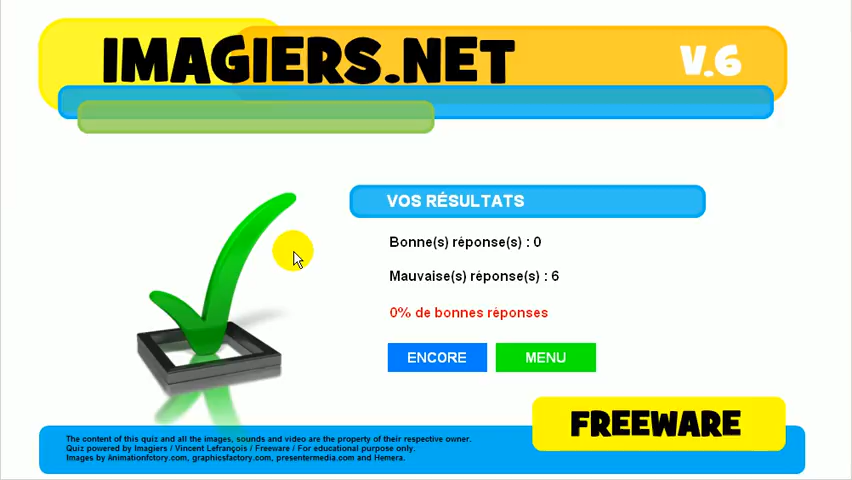 IMAGIERS.NET
V.6
VOS RÉSULTATS
Bonne(s) réponse(s) : 0
Mauvaise(s) réponse(s) : 6
0% de bonnes réponses
ENCORE
MENU
FREEWARE
The content of this quiz and all the images, sounds and video are the property of their respective owner.
Quiz powered by Imagiers / Vincent Lefrançois / Freeware / For educational purpose only.
Images by Animationfctory.com, graphicsfactory.com, presentermedia.com and Hemera.